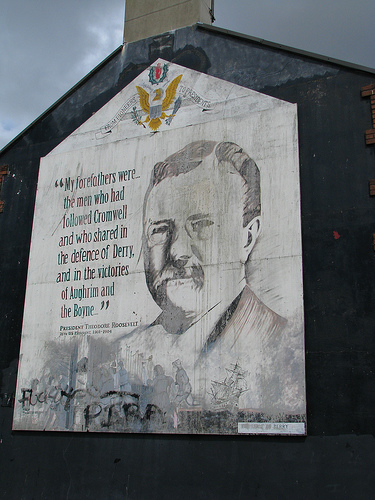 “My forefathers were...
the men who had
followed Cromwell
and who shared in
the defence of Derry,
and in the victories
of Aughrim and
the Boyne...”
PRESIDENT THEODORE ROOSEVELT